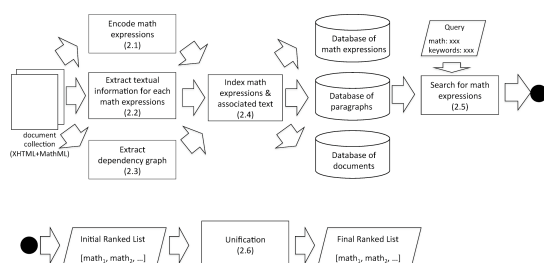 Encode math
expressions
(2.1)
document
collection
(XHTML+MathML)
Extract textual
information for each
math expressions
(2.2)
Extract
dependency graph
(2.3)
Index math
expressions &
associated text
(2.4)
Database of
math expressions
Database of
paragraphs
Database of
documents
Query
math: xxx
keywords: xxx
Search for math
expressions
(2.5)
Initial Ranked List
[math₁, math₂, ...]
Unification
(2.6)
Final Ranked List
[math₁, math₂, ...]